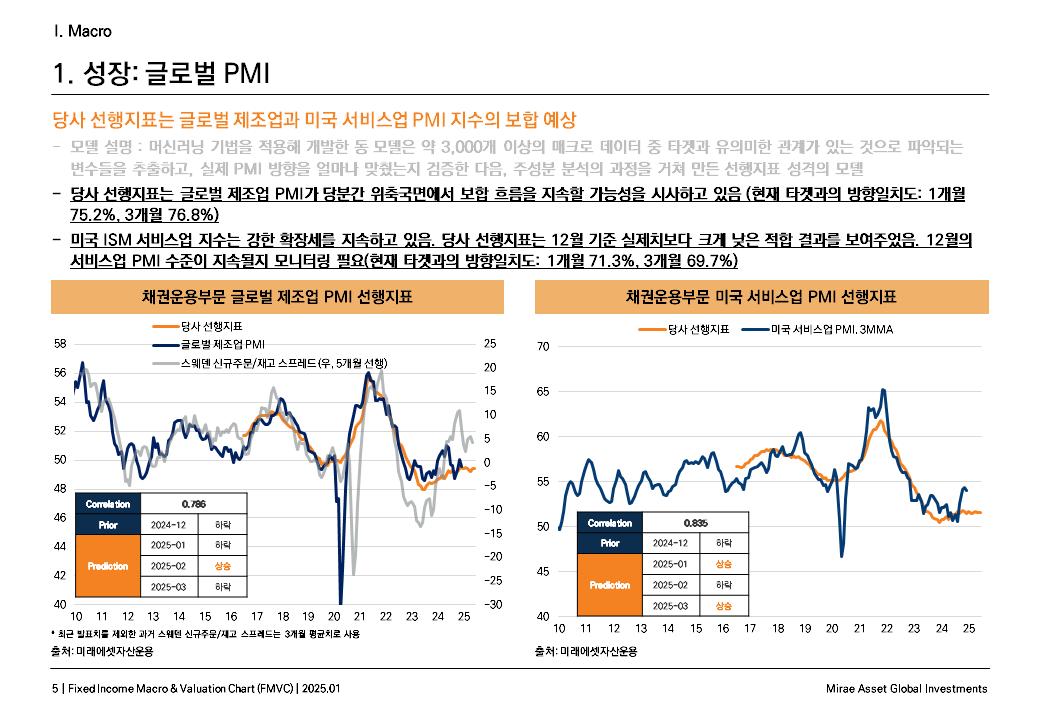 I. Macro
1. 성장: 글로벌 PMI
당사 선행지표는 글로벌 제조업과 미국 서비스업 PMI 지수의 보합 예상
– 모델 설명 : 머신러닝 기법을 적용해 개발한 동 모델은 약 3,000개 이상의 매크로 데이터 중 타겟과 유의미한 관계가 있는 것으로 파악되는
변수들을 추출하고, 실제 PMI 방향을 얼마나 맞췄는지 검증한 다음, 주성분 분석의 과정을 거쳐 만든 선행지표 성격의 모델
– 당사 선행지표는 글로벌 제조업 PMI가 당분간 위축국면에서 보합 흐름을 지속할 가능성을 시사하고 있음 (현재 타겟과의 방향일치도: 1개월
75.2%, 3개월 76.8%)
– 미국 ISM 서비스업 지수는 강한 확장세를 지속하고 있음. 당사 선행지표는 12월 기준 실제치보다 크게 낮은 적합 결과를 보여주었음. 12월의
서비스업 PMI 수준이 지속될지 모니터링 필요(현재 타겟과의 방향일치도: 1개월 71.3%, 3개월 69.7%)
채권운용부문 글로벌 제조업 PMI 선행지표
당사 선행지표
글로벌 제조업 PMI
스웨덴 신규주문/재고 스프레드(우, 5개월 선행)
58
56
54
52
50
48
46
44
42
40
25
20
15
10
5
0
-5
-10
-15
-20
-25
-30
Correlation 0.786
Prior 2024-12 하락
Prediction 2025-01 하락
2025-02 상승
2025-03 하락
10 11 12 13 14 15 16 17 18 19 20 21 22 23 24 25
* 최근 발표치를 제외한 과거 스웨덴 신규주문/재고 스프레드는 3개월 평균치로 사용
출처: 미래에셋자산운용
채권운용부문 미국 서비스업 PMI 선행지표
당사 선행지표
미국 서비스업 PMI, 3MMA
70
65
60
55
50
45
40
Correlation 0.835
Prior 2024-12 하락
Prediction 2025-01 상승
2025-02 하락
2025-03 상승
10 11 12 13 14 15 16 17 18 19 20 21 22 23 24 25
출처: 미래에셋자산운용
5 | Fixed Income Macro & Valuation Chart (FMVC) | 2025.01
Mirae Asset Global Investments